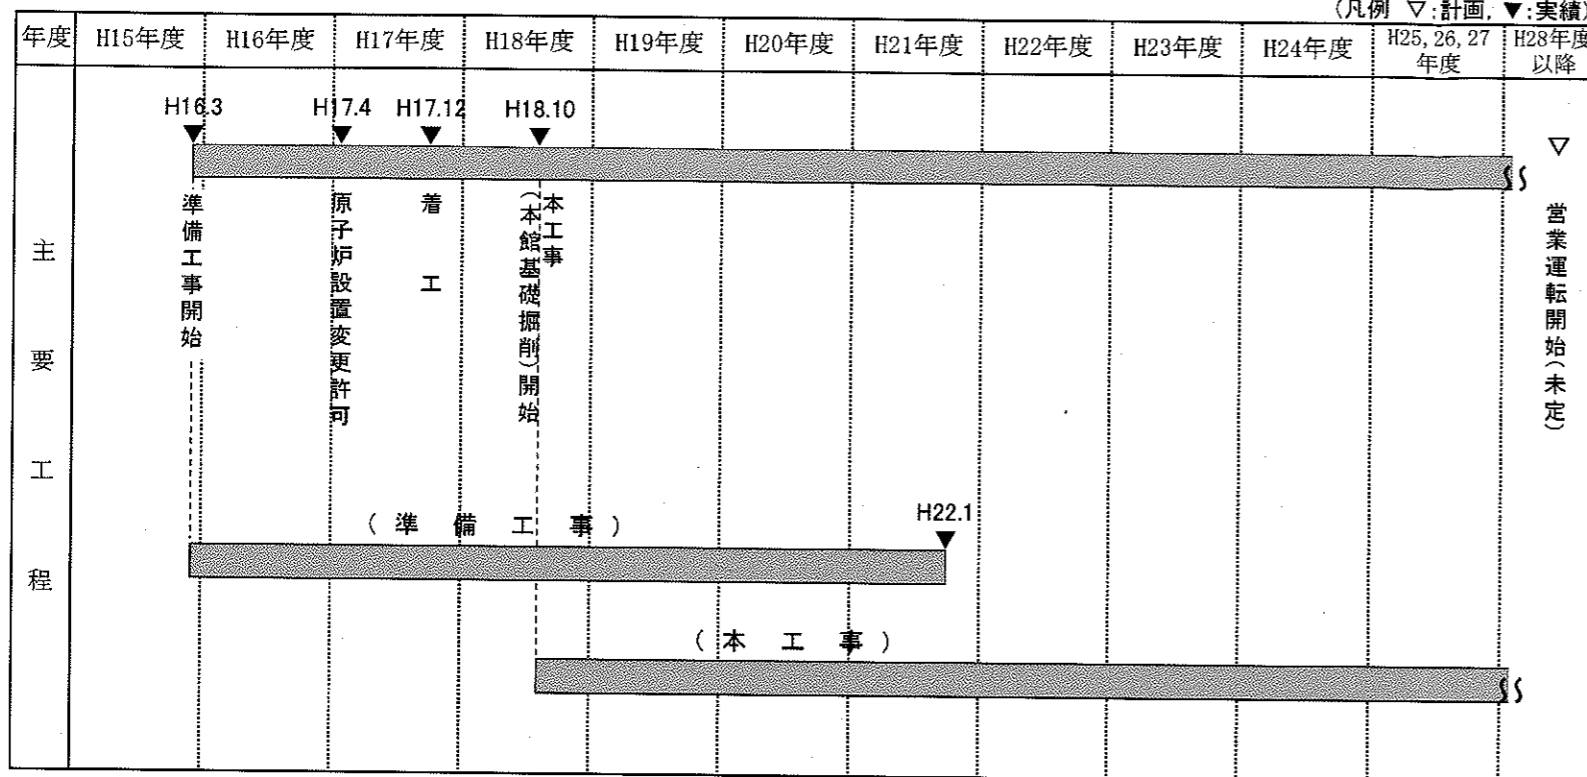 (凡例 ▽:計画, ▼:実績)
年度 H15年度 H16年度 H17年度 H18年度 H19年度 H20年度 H21年度 H22年度 H23年度 H24年度 H25,26,27年度 H28年度以降
主要工程
H16.3 H17.4 H17.12 H18.10
▼ ▼ ▼ ▼ ▽
準備工事開始
原子炉設置変更許可
着工
本工事
(本館基礎掘削)開始
営業運転開始(未定)
(準備工事)
H22.1
▼
(本工事)